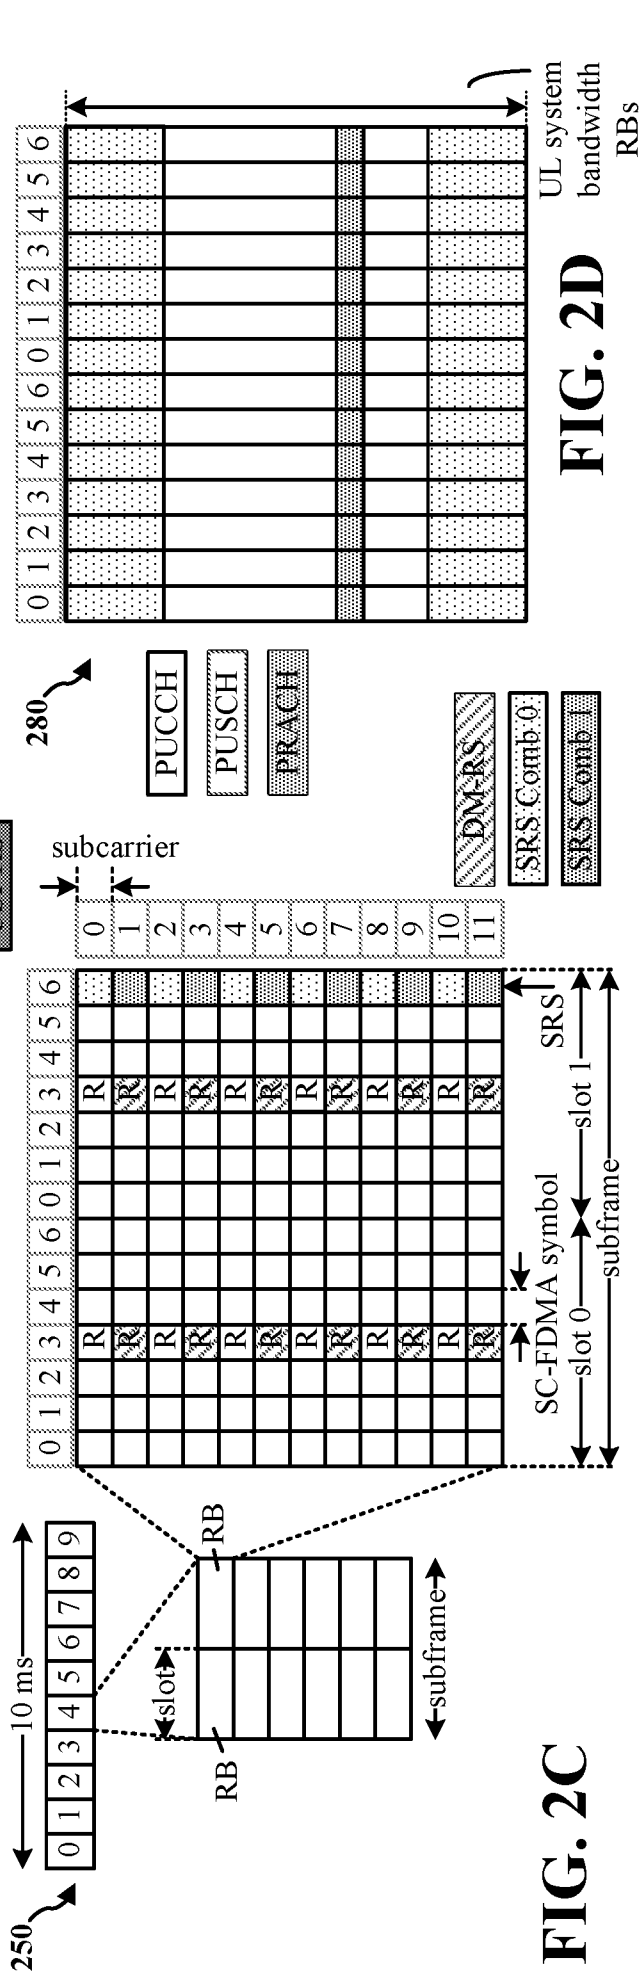 250
10 ms
0 1 2 3 4 5 6 7 8 9
slot
RB
RB
subframe
0 1 2 3 4 5 6 0 1 2 3 4 5 6
subcarrier
0
1
2
3
4
5
6
7
8
9
10
11
R R
R R
R R
R R
R R
R R
R R
R R
R R
R R
R R
R R
SC-FDMA symbol
SRS
slot 0
slot 1
subframe
DM-RS
SRS Comb 0
SRS Comb 1
FIG. 2C
280
PUCCH
PUSCH
PRACH
0 1 2 3 4 5 6 0 1 2 3 4 5 6
UL system
bandwidth
RBs
FIG. 2D